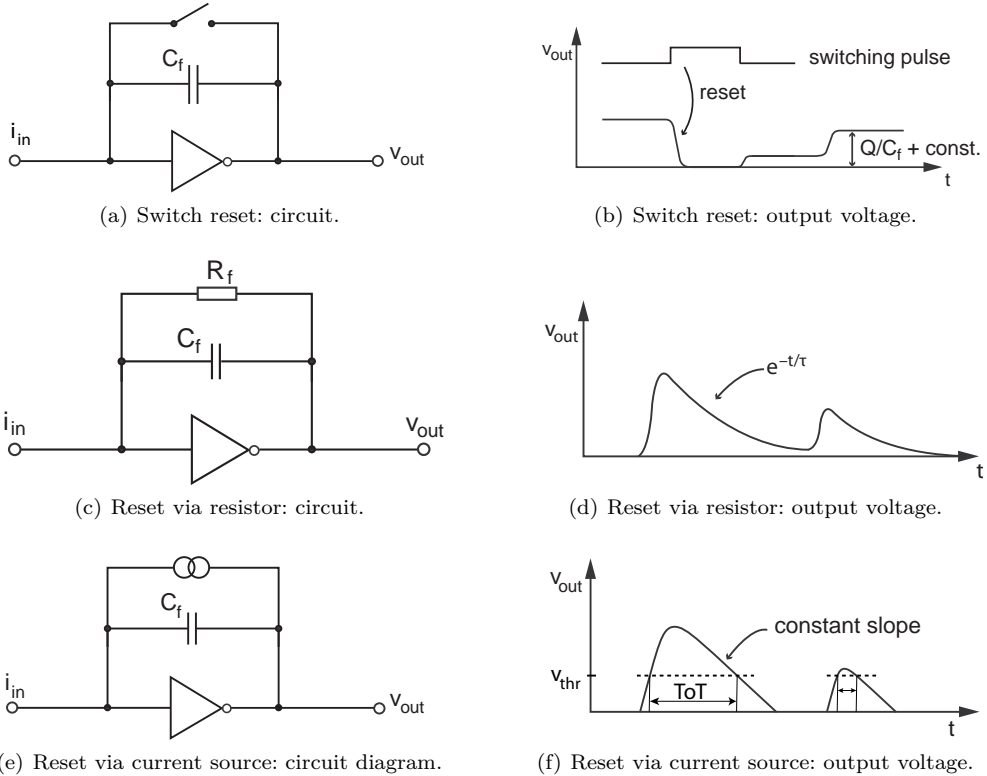 C_f
i_in
v_out
(a) Switch reset: circuit.
v_out
switching pulse
reset
Q/C_f + const.
t
(b) Switch reset: output voltage.
R_f
C_f
i_in
v_out
(c) Reset via resistor: circuit.
v_out
e^–t/τ
t
(d) Reset via resistor: output voltage.
C_f
i_in
v_out
e) Reset via current source: circuit diagram.
v_out
constant slope
v_thr
ToT
t
(f) Reset via current source: output voltage.